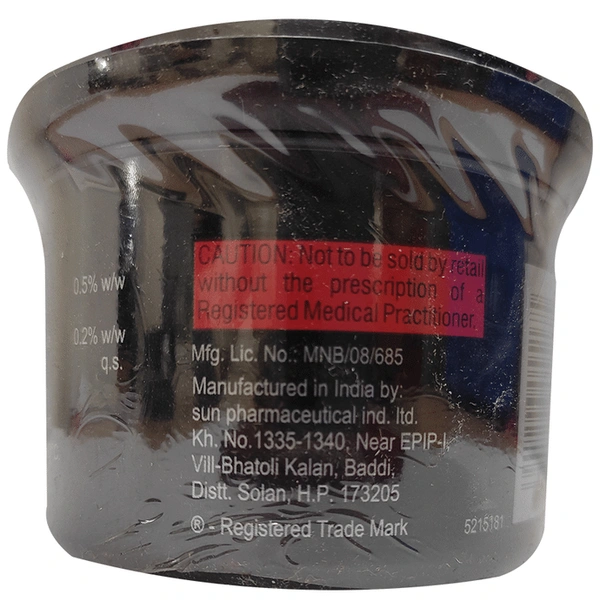 0.5% w/w
0.2% w/w
q.s.
CAUTION: Not to be sold by retail
without the prescription of a
Registered Medical Practitioner.
Mfg. Lic. No.: MNB/08/685
Manufactured in India by:
sun pharmaceutical ind. ltd.
Kh. No.1335-1340, Near EPIP-I,
Vill-Bhatoli Kalan, Baddi,
Distt. Solan, H.P. 173205
® - Registered Trade Mark
5215181